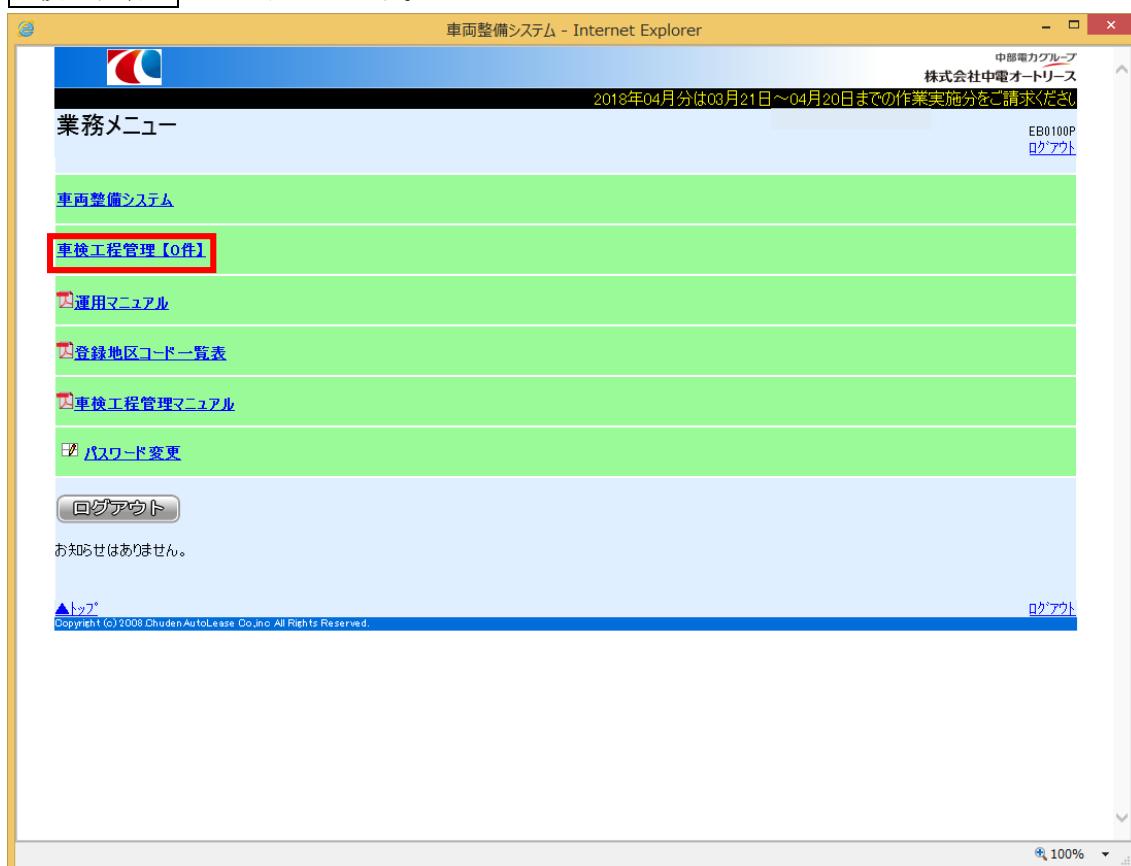 車両整備システム - Internet Explorer
中部電力グループ
株式会社中電オートリース
2018年04月分は03月21日～04月20日までの作業実施分をご請求くださ
業務メニュー
EB0100P
ﾛｸﾞｱｳﾄ
車両整備システム
車検工程管理【0件】
運用マニュアル
登録地区コード一覧表
車検工程管理マニュアル
パスワード変更
ログアウト
お知らせはありません。
▲ﾄｯﾌﾟ
ﾛｸﾞｱｳﾄ
Copyright (c) 2008 Chuden AutoLease Co.,inc All Rights Reserved.
100%